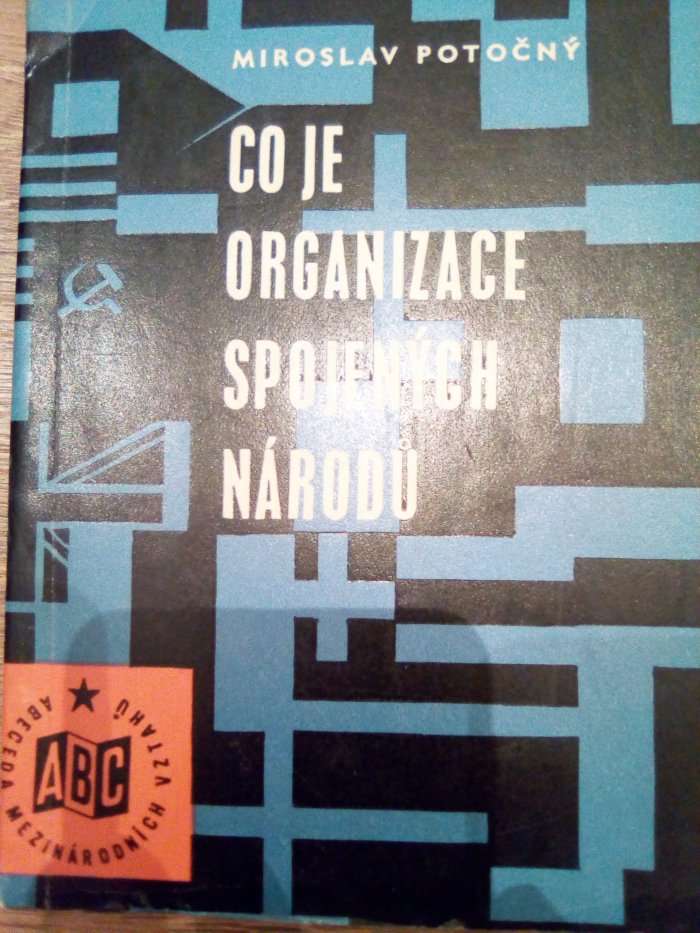 MIROSLAV POTOČNÝ
CO JE
ORGANIZACE
SPOJENÝCH
NÁRODŮ
ABECEDA MEZINÁRODNÍCH VZTAHŮ
ABC